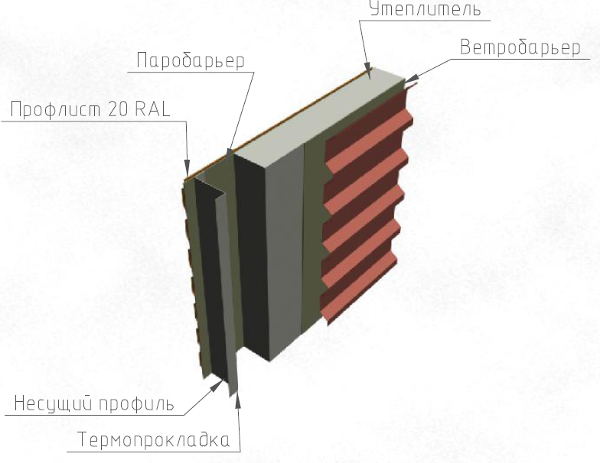 Утеплитель
Ветробарьер
Паробарьер
Профлист 20 RAL
Несущий профиль
Термопрокладка